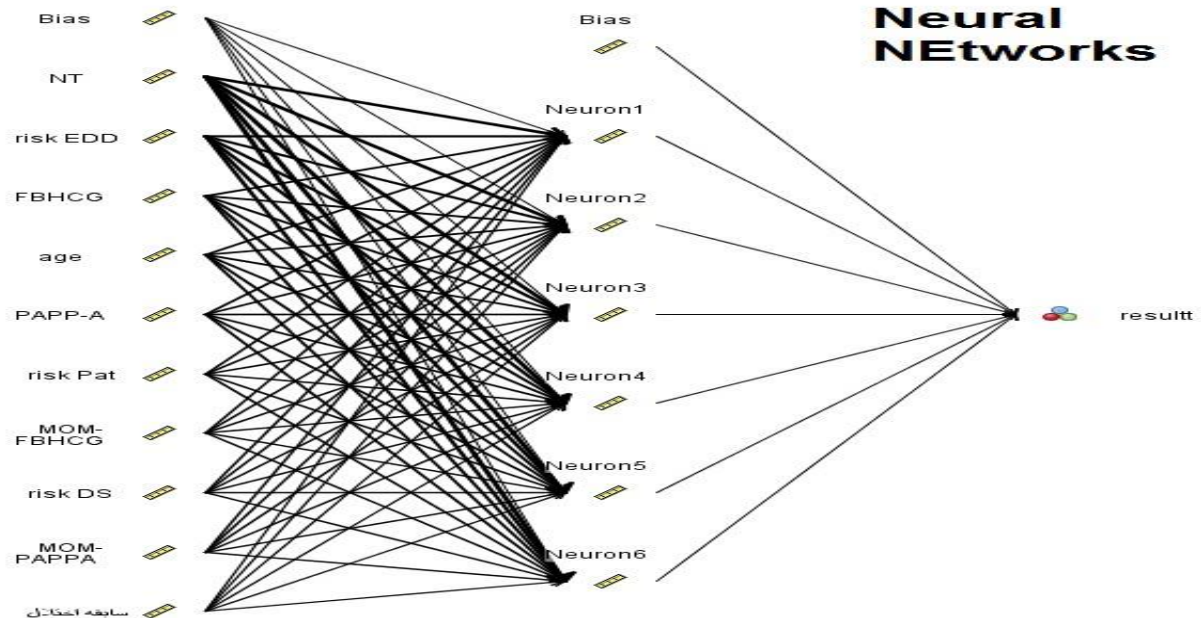 Neural
NEtworks
Bias
NT
risk EDD
FBHCG
age
PAPP-A
risk Pat
MOM-
FBHCG
risk DS
MOM-
PAPPA
سابقه اختلال
Bias
Neuron1
Neuron2
Neuron3
Neuron4
Neuron5
Neuron6
resultt